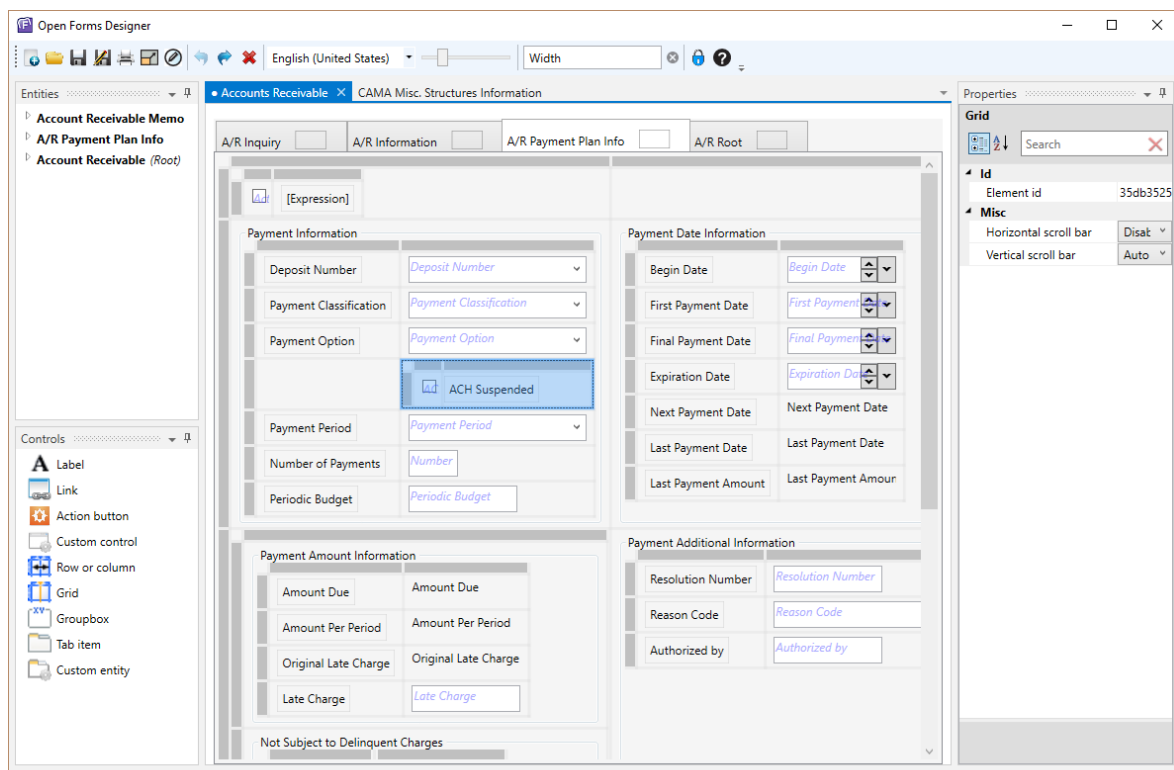 Open Forms Designer
English (United States)
Width
Entities
Account Receivable Memo
A/R Payment Plan Info
Account Receivable (Root)
Controls
Label
Link
Action button
Custom control
Row or column
Grid
Groupbox
Tab item
Custom entity
Accounts Receivable
CAMA Misc. Structures Information
A/R Inquiry
A/R Information
A/R Payment Plan Info
A/R Root
[Expression]
Payment Information
Deposit Number Deposit Number
Payment Classification Payment Classification
Payment Option Payment Option
ACH Suspended
Payment Period Payment Period
Number of Payments Number
Periodic Budget Periodic Budget
Payment Date Information
Begin Date Begin Date
First Payment Date First Payment Date
Final Payment Date Final Payment Date
Expiration Date Expiration Date
Next Payment Date Next Payment Date
Last Payment Date Last Payment Date
Last Payment Amount Last Payment Amour
Payment Amount Information
Amount Due Amount Due
Amount Per Period Amount Per Period
Original Late Charge Original Late Charge
Late Charge Late Charge
Not Subject to Delinquent Charges
Payment Additional Information
Resolution Number Resolution Number
Reason Code Reason Code
Authorized by Authorized by
Properties
Grid
Search
Id
Element id 35db3525
Misc
Horizontal scroll bar Disat
Vertical scroll bar Auto